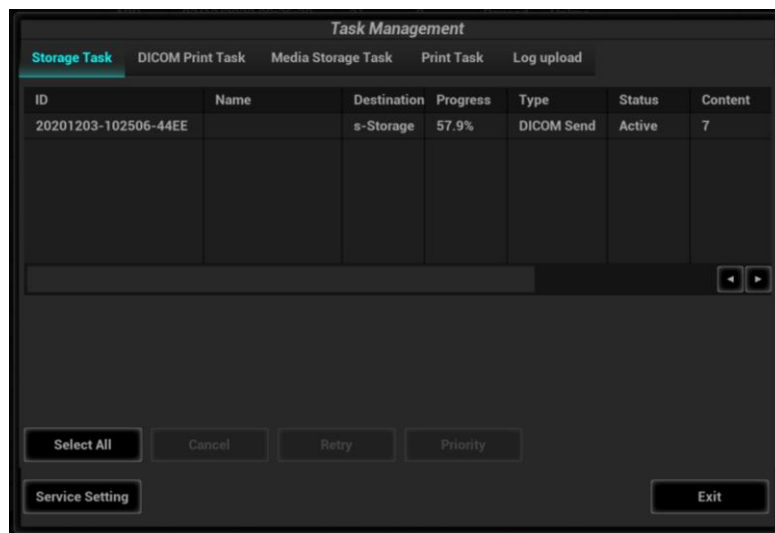 Task Management
Storage Task DICOM Print Task Media Storage Task Print Task Log upload
ID Name Destination Progress Type Status Content
20201203-102506-44EE s-Storage 57.9% DICOM Send Active 7
Select All Cancel Retry Priority
Service Setting Exit